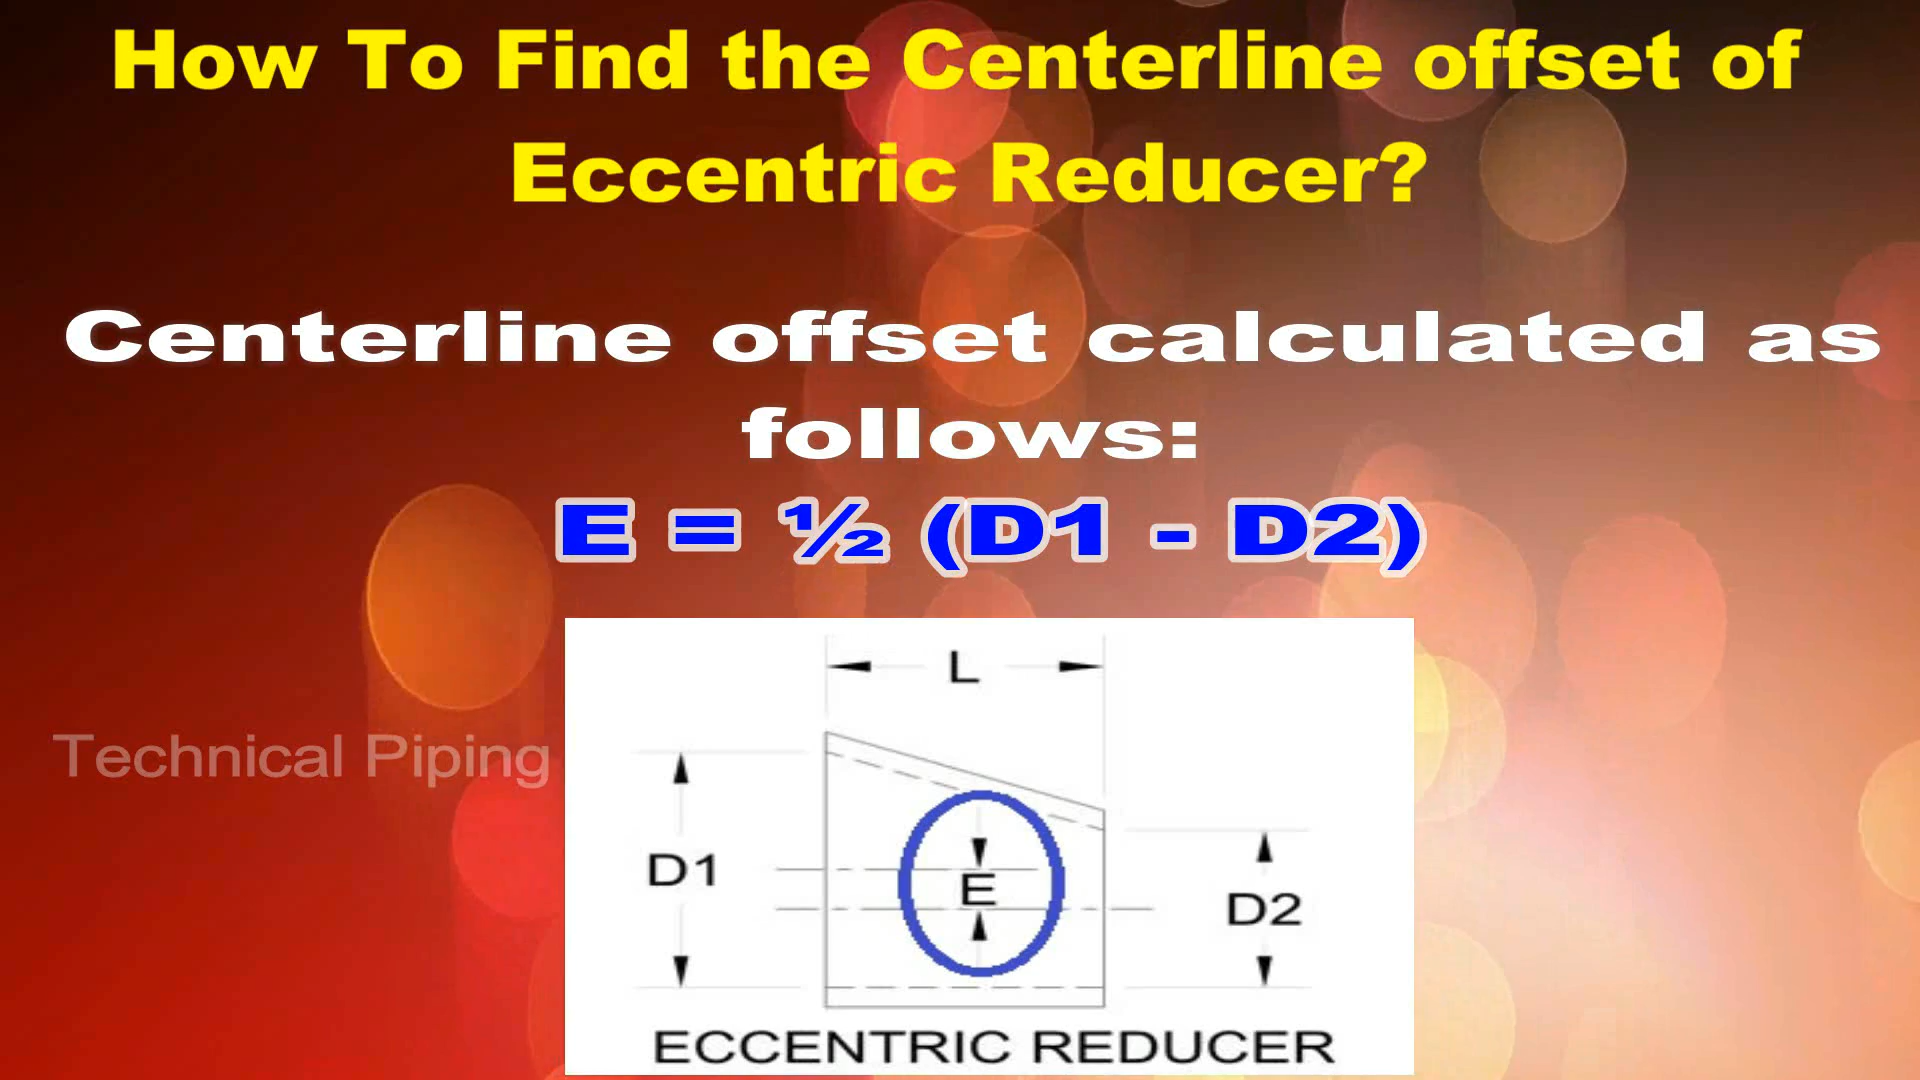 How To Find the Centerline offset of
Eccentric Reducer?
Centerline offset calculated as
follows:
E = ½ (D1 - D2)
L
Technical Piping
D1
E
D2
ECCENTRIC REDUCER